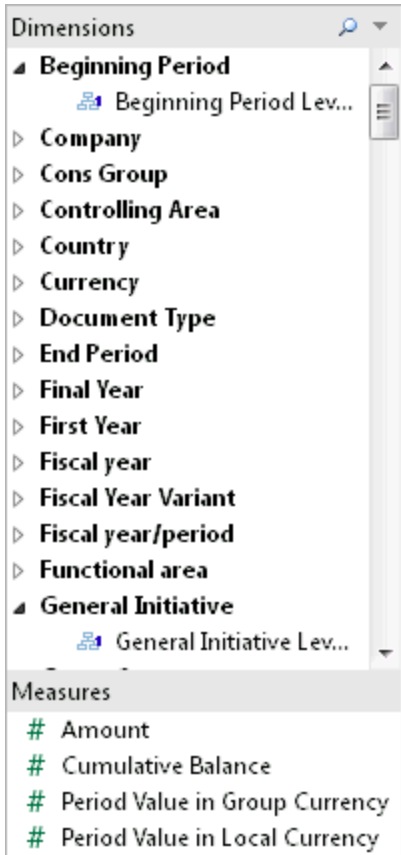 Dimensions
Beginning Period
Beginning Period Lev...
Company
Cons Group
Controlling Area
Country
Currency
Document Type
End Period
Final Year
First Year
Fiscal year
Fiscal Year Variant
Fiscal year/period
Functional area
General Initiative
General Initiative Lev...
Measures
# Amount
# Cumulative Balance
# Period Value in Group Currency
# Period Value in Local Currency